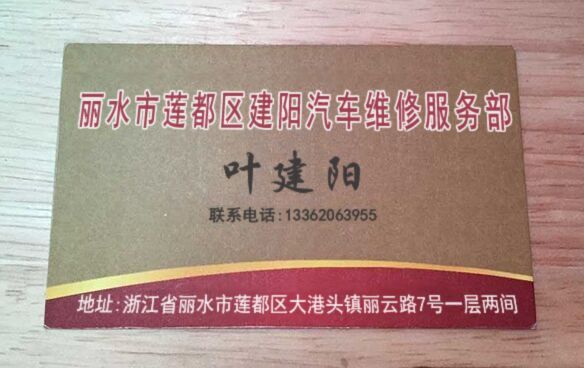 丽水市莲都区建阳汽车维修服务部
叶建阳
联系电话:13362063955
地址:浙江省丽水市莲都区大港头镇丽云路7号一层两间